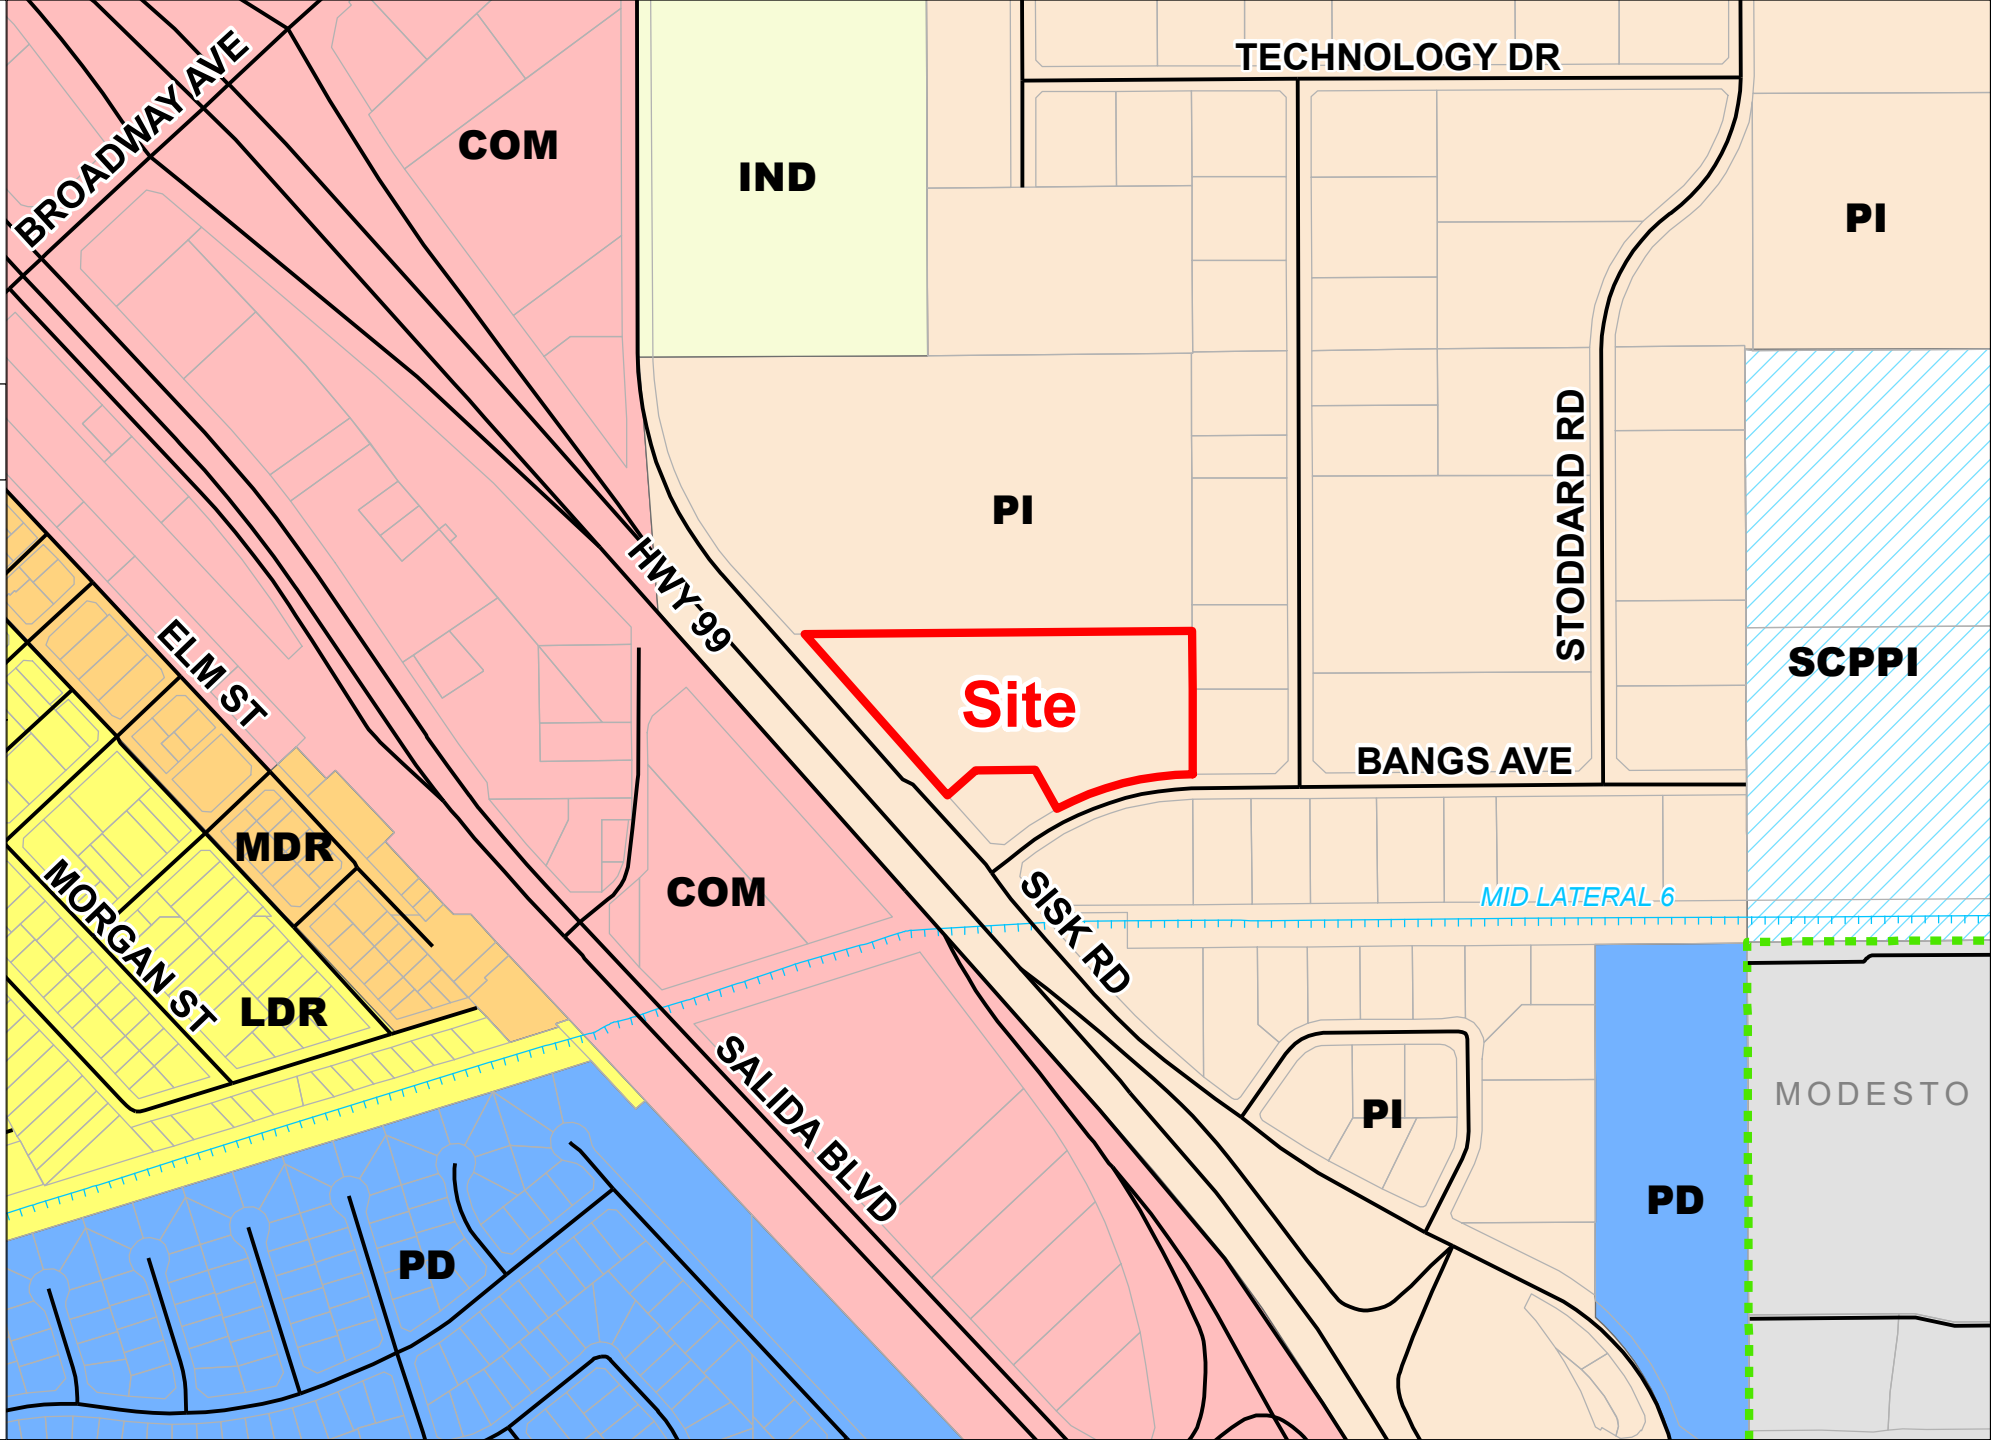 TECHNOLOGY DR
BROADWAY AVE
COM
IND
PI
STODDARD RD
PI
HWY 99
ELM ST
SCPPI
Site
BANGS AVE
MDR
COM
MID LATERAL 6
MORGAN ST
SISK RD
LDR
MODESTO
SALIDA BLVD
PI
PD
PD